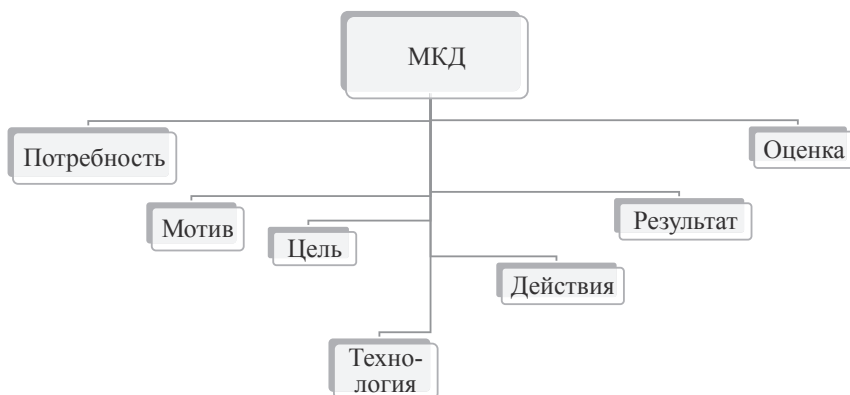 МКД
Потребность
Оценка
Мотив
Результат
Цель
Действия
Техно-
логия